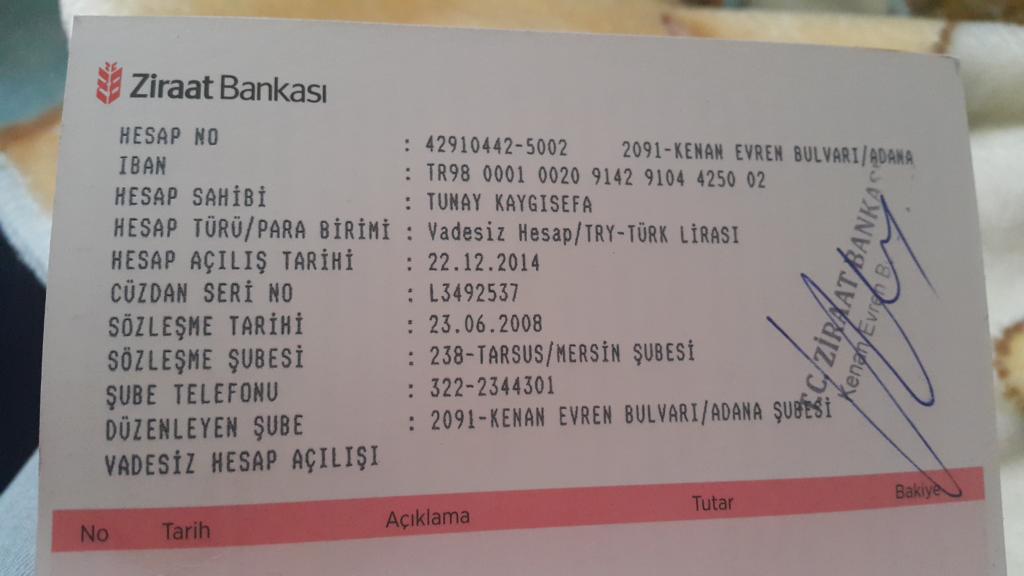 Ziraat Bankası
HESAP NO : 42910442-5002 2091-KENAN EVREN BULVARI/ADANA
IBAN : TR98 0001 0020 9142 9104 4250 02
HESAP SAHİBİ : TUNAY KAYGISEFA
HESAP TÜRÜ/PARA BİRİMİ : Vadesiz Hesap/TRY-TÜRK LİRASI
HESAP AÇILIŞ TARİHİ : 22.12.2014
CÜZDAN SERİ NO : L3492537
SÖZLEŞME TARİHİ : 23.06.2008
SÖZLEŞME ŞUBESİ : 238-TARSUS/MERSİN ŞUBESİ
ŞUBE TELEFONU : 322-2344301
DÜZENLEYEN ŞUBE : 2091-KENAN EVREN BULVARI/ADANA ŞUBESİ
VADESİZ HESAP AÇILIŞI
T.C. ZİRAAT BANKASI
Kenan Evren B
No Tarih Açıklama Tutar Bakiye